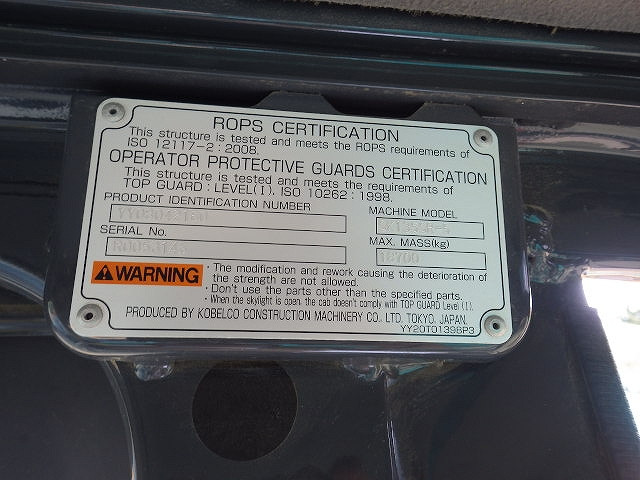 ROPS CERTIFICATION
This structure is tested and meets the ROPS requirements of
ISO 12117-2 : 2008.
OPERATOR PROTECTIVE GUARDS CERTIFICATION
This structure is tested and meets the requirements of
TOP GUARD : LEVEL(I). ISO 10262 : 1998.
PRODUCT IDENTIFICATION NUMBER
MACHINE MODEL
SERIAL No.
MAX. MASS(kg)
18700
WARNING
· The modification and rework causing the deterioration of
the strength are not allowed.
· Don't use the parts other than the specified parts.
· When the skylight is open, the cab doesn't comply with TOP GUARD Level (I).
PRODUCED BY KOBELCO CONSTRUCTION MACHINERY CO., LTD. TOKYO, JAPAN.
YY20T01398P3